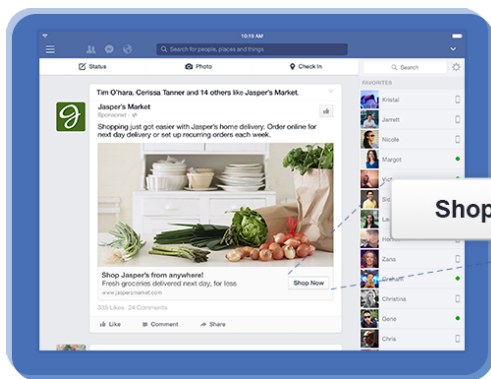 10:15 AM
Search for people, places and things
Status
Photo
Check In
Search
Tim O'hara, Cerissa Tanner and 14 others like Jasper's Market.
Jasper's Market
Sponsored
Shopping just got easier with Jasper's home delivery. Order online for
next day delivery or set up recurring orders each week.
Shop Jasper's from anywhere!
Fresh groceries delivered next day, for less
www.jaspersmarket.com
Shop Now
335 Likes 24 Comments
Like
Comment
Share
FAVORITES
Kristal
Jarrett
Nicole
Margot
Shop
Zana
Graham
Christina
Gene
Chris